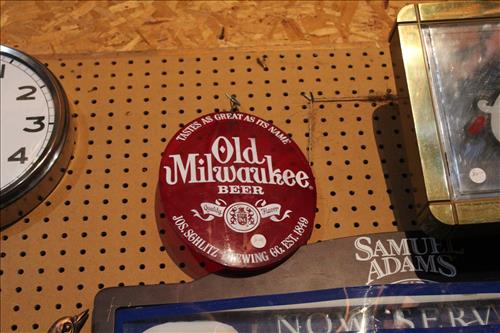 1
2
3
4
TASTES AS GREAT AS ITS NAME
Old
Milwaukee
BEER
JOS. SCHLITZ BREWING CO. EST. 1849
SAMUEL
ADAMS
NOW SERV